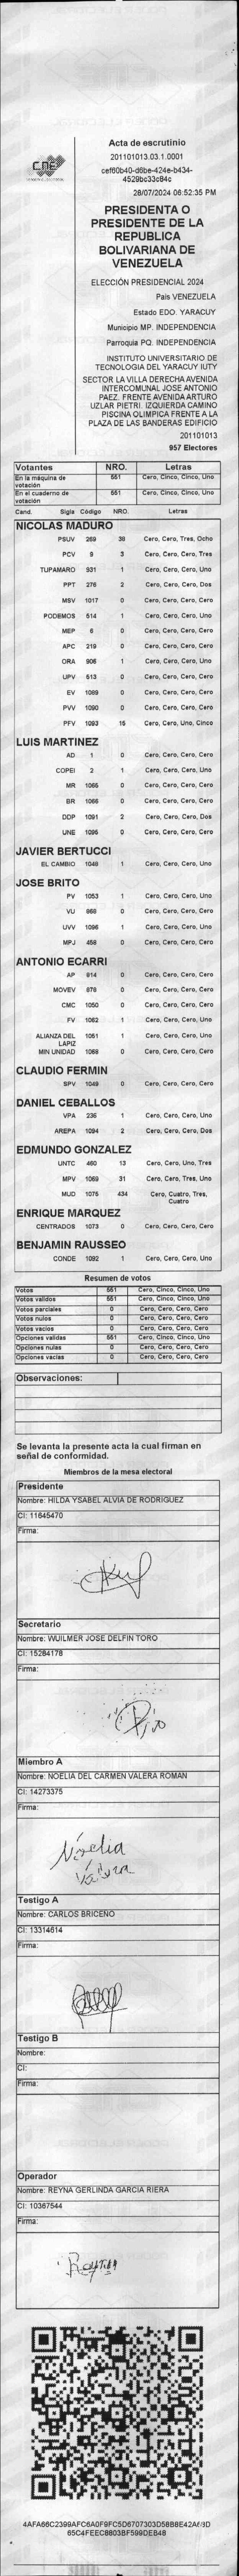 CNE
Acta de escrutinio
201101013.03.1.0001
cef60b40-d6be-424e-b434-
4529bc33c84c
28/07/2024 06:52:35 PM
PRESIDENTA O
PRESIDENTE DE LA
REPUBLICA
BOLIVARIANA DE
VENEZUELA
ELECCIÓN PRESIDENCIAL 2024
Pais VENEZUELA
Estado EDO. YARACUY
Municipio MP. INDEPENDENCIA
Parroquia PQ. INDEPENDENCIA
INSTITUTO UNIVERSITARIO DE
TECNOLOGIA DEL YARACUY IUTY
SECTOR LA VILLA DERECHA AVENIDA
INTERCOMUNAL JOSE ANTONIO
PAEZ. FRENTE AVENIDA ARTURO
UZLAR PIETRI. IZQUIERDA CAMINO
PISCINA OLIMPICA FRENTE A LA
PLAZA DE LAS BANDERAS EDIFICIO
201101013
957 Electores
Votantes NRO. Letras
En la máquina de votación 551 Cero, Cinco, Cinco, Uno
En el cuaderno de votación 551 Cero, Cinco, Cinco, Uno
Cand. Sigla Código NRO. Letras
NICOLAS MADURO
PSUV 269 38 Cero, Cero, Tres, Ocho
PCV 9 3 Cero, Cero, Cero, Tres
TUPAMARO 931 1 Cero, Cero, Cero, Uno
PPT 276 2 Cero, Cero, Cero, Dos
MSV 1017 0 Cero, Cero, Cero, Cero
PODEMOS 514 1 Cero, Cero, Cero, Uno
MEP 6 0 Cero, Cero, Cero, Cero
APC 219 0 Cero, Cero, Cero, Cero
ORA 906 1 Cero, Cero, Cero, Uno
UPV 513 0 Cero, Cero, Cero, Cero
EV 1089 0 Cero, Cero, Cero, Cero
PVV 1090 0 Cero, Cero, Cero, Cero
PFV 1093 15 Cero, Cero, Uno, Cinco
LUIS MARTINEZ
AD 1 0 Cero, Cero, Cero, Cero
COPEI 2 1 Cero, Cero, Cero, Uno
MR 1065 0 Cero, Cero, Cero, Cero
BR 1066 0 Cero, Cero, Cero, Cero
DDP 1091 2 Cero, Cero, Cero, Dos
UNE 1095 0 Cero, Cero, Cero, Cero
JAVIER BERTUCCI
EL CAMBIO 1048 1 Cero, Cero, Cero, Uno
JOSE BRITO
PV 1053 1 Cero, Cero, Cero, Uno
VU 868 0 Cero, Cero, Cero, Cero
UVV 1096 1 Cero, Cero, Cero, Uno
MPJ 458 0 Cero, Cero, Cero, Cero
ANTONIO ECARRI
AP 814 0 Cero, Cero, Cero, Cero
MOVEV 878 0 Cero, Cero, Cero, Cero
CMC 1050 0 Cero, Cero, Cero, Cero
FV 1062 1 Cero, Cero, Cero, Uno
ALIANZA DEL LAPIZ 1051 1 Cero, Cero, Cero, Uno
MIN UNIDAD 1068 0 Cero, Cero, Cero, Cero
CLAUDIO FERMIN
SPV 1049 0 Cero, Cero, Cero, Cero
DANIEL CEBALLOS
VPA 236 1 Cero, Cero, Cero, Uno
AREPA 1094 2 Cero, Cero, Cero, Dos
EDMUNDO GONZALEZ
UNTC 460 13 Cero, Cero, Uno, Tres
MPV 1069 31 Cero, Cero, Tres, Uno
MUD 1075 434 Cero, Cuatro, Tres, Cuatro
ENRIQUE MARQUEZ
CENTRADOS 1073 0 Cero, Cero, Cero, Cero
BENJAMIN RAUSSEO
CONDE 1092 1 Cero, Cero, Cero, Uno
Resumen de votos
Votos 551 Cero, Cinco, Cinco, Uno
Votos validos 551 Cero, Cinco, Cinco, Uno
Votos parciales 0 Cero, Cero, Cero, Cero
Votos nulos 0 Cero, Cero, Cero, Cero
Votos vacios 0 Cero, Cero, Cero, Cero
Opciones validas 551 Cero, Cinco, Cinco, Uno
Opciones nulas 0 Cero, Cero, Cero, Cero
Opciones vacias 0 Cero, Cero, Cero, Cero
Observaciones:
Se levanta la presente acta la cual firman en
señal de conformidad.
Miembros de la mesa electoral
Presidente
Nombre: HILDA YSABEL ALVIA DE RODRIGUEZ
CI: 11645470
Firma:
Secretario
Nombre: WUILMER JOSE DELFIN TORO
CI: 15284178
Firma:
Miembro A
Nombre: NOELIA DEL CARMEN VALERA ROMAN
CI: 14273375
Firma:
Noelia
Valera
Testigo A
Nombre: CARLOS BRICEÑO
CI: 13314614
Firma:
Testigo B
Nombre:
CI:
Firma:
Operador
Nombre: REYNA GERLINDA GARCIA RIERA
CI: 10367544
Firma:
65C4FEEC8803BF599DEB48